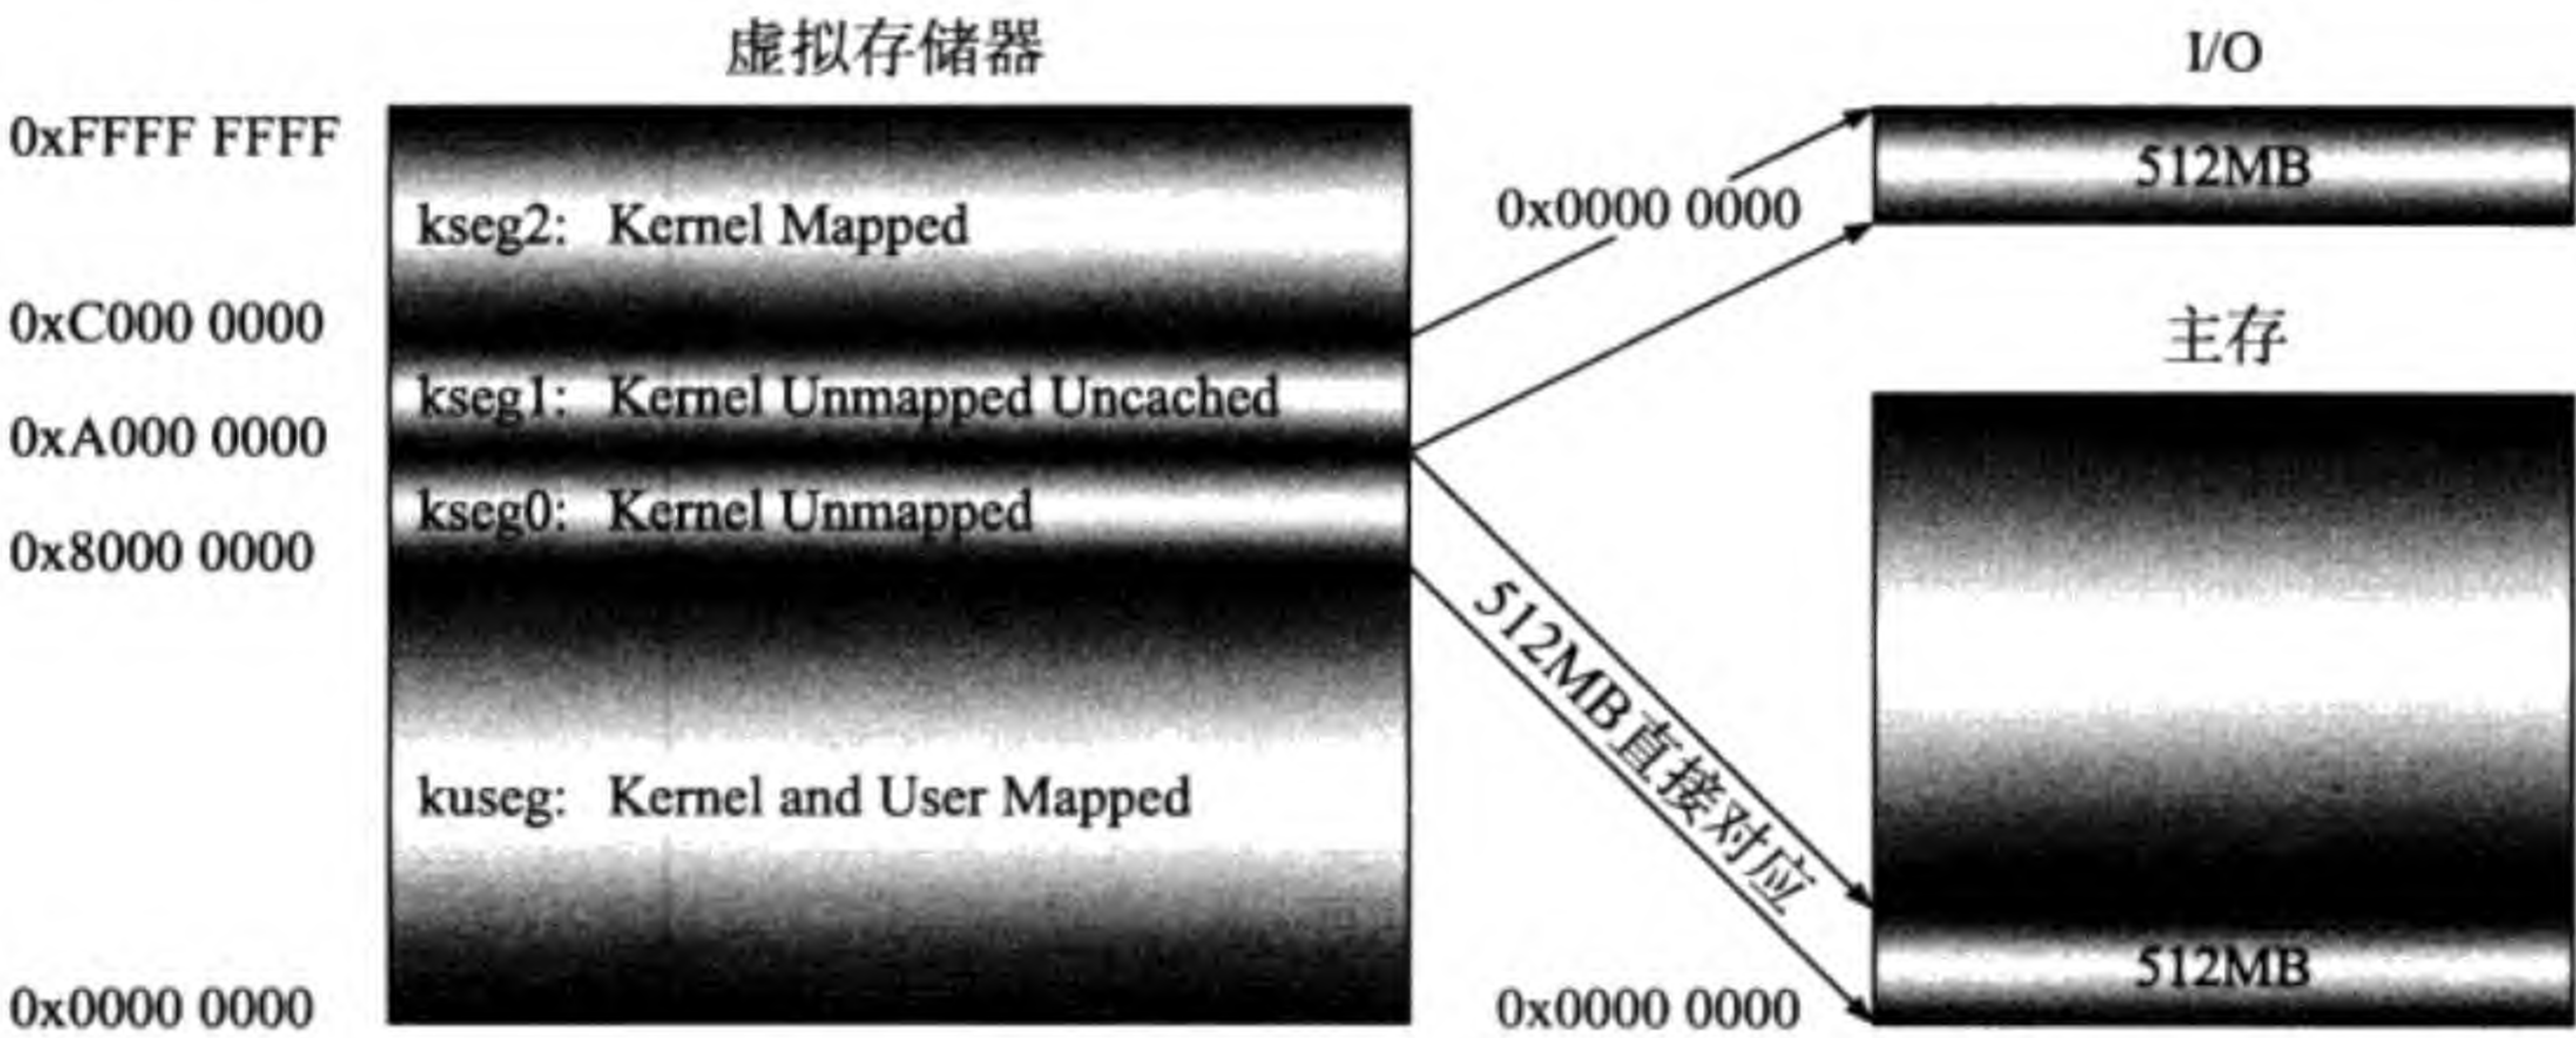 虚拟存储器
I/O
0xFFFF FFFF
512MB
0x0000 0000
kseg2: Kernel Mapped
0xC000 0000
主存
kseg1: Kernel Unmapped Uncached
0xA000 0000
kseg0: Kernel Unmapped
0x8000 0000
512MB直接对应
kuseg: Kernel and User Mapped
512MB
0x0000 0000
0x0000 0000